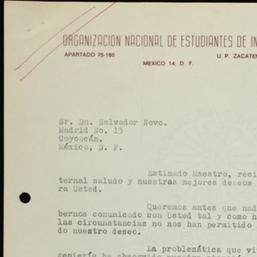 ORGANIZACION NACIONAL DE ESTUDIANTES DE IN
APARTADO 75-160 U. P. ZACATEN
MEXICO 14, D. F.
Sr. Dn. Salvador Novo.
Madrid No. 13
Coyoacán.
México, D. F.
Estimado Maestro, reci
ternal saludo y nuestras mejores deseos
ra Usted.
Queremos antes que nad
bernos comunicado con Usted tal y como h
las circunstancias no nos han permitido
do nuestro deseo.
La problemática que vi